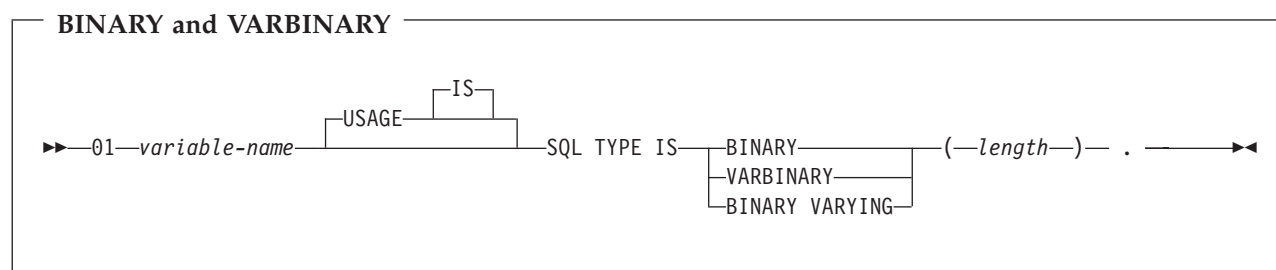 BINARY and VARBINARY
IS
USAGE
01 variable-name SQL TYPE IS BINARY ( length ) .
VARBINARY
BINARY VARYING